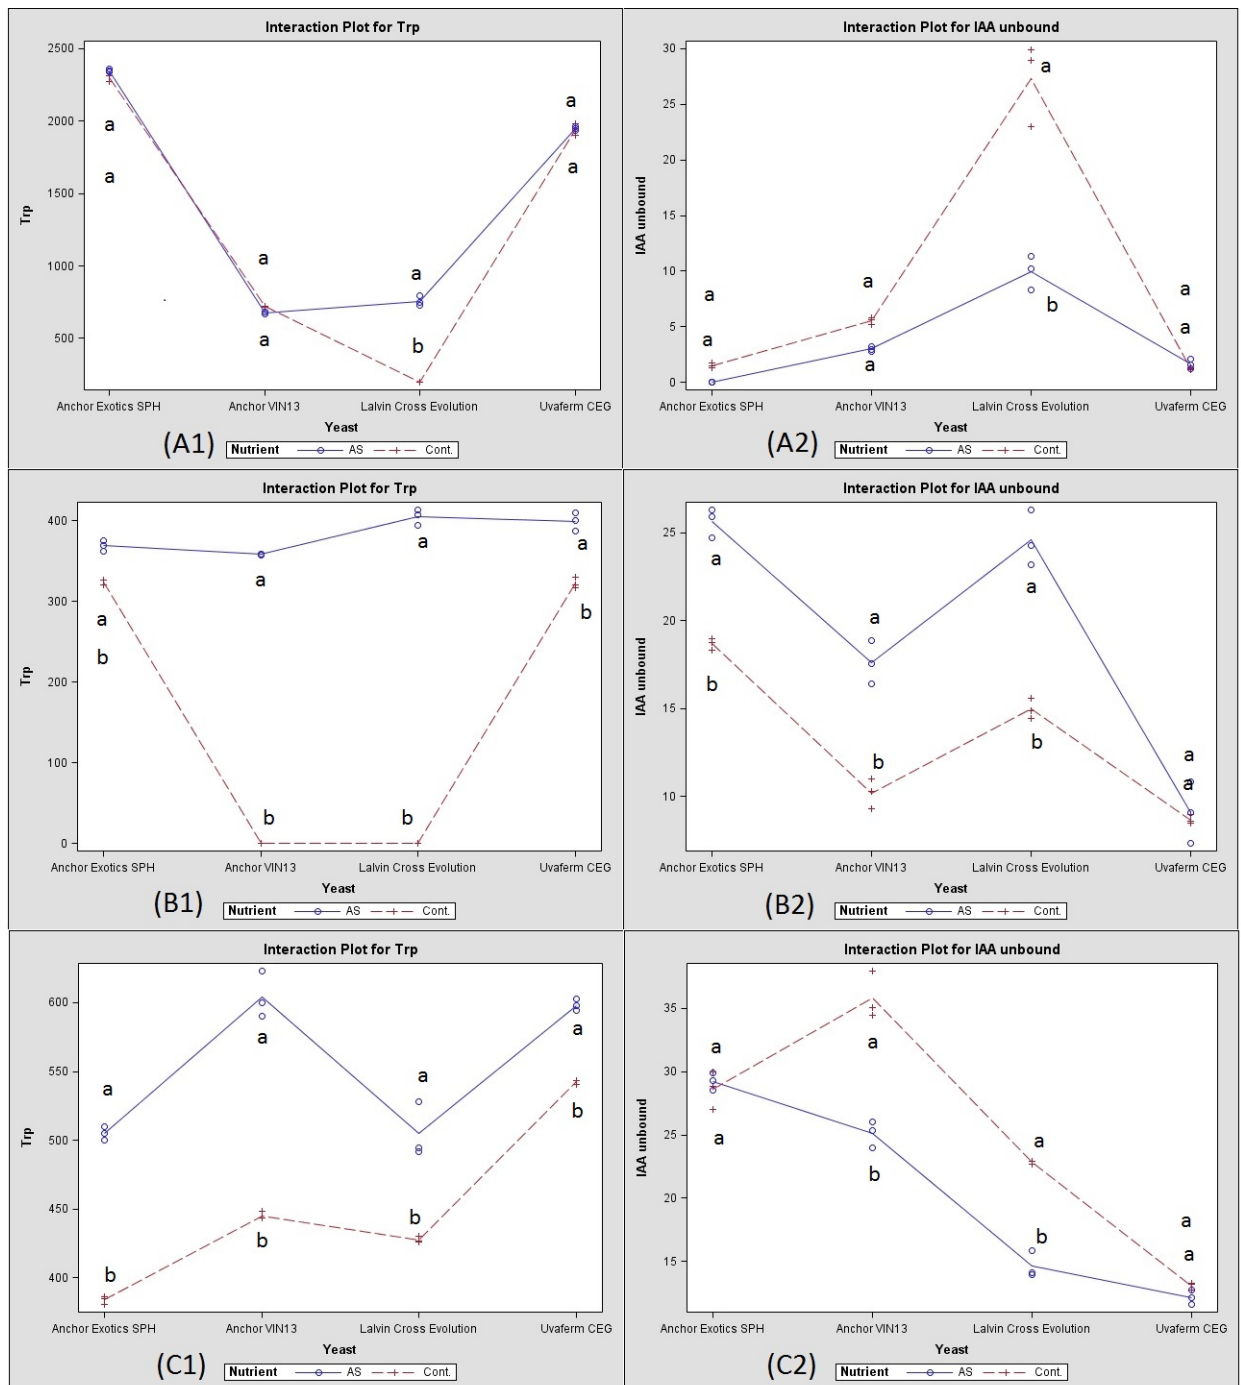 Interaction Plot for Trp
2500
2000
1500
1000
500
Trp
a
a
a
a
a
b
a
a
Anchor Exotics SPH Anchor VIN13 Lalvin Cross Evolution Uvaferm CEG
Yeast
(A1)
Nutrient AS Cont.
Interaction Plot for IAA unbound
30
25
20
15
10
5
0
IAA unbound
a
a
a
a
a
b
a
a
Anchor Exotics SPH Anchor VIN13 Lalvin Cross Evolution Uvaferm CEG
Yeast
(A2)
Nutrient AS Cont.
Interaction Plot for Trp
400
300
200
100
0
Trp
a
b
a
b
a
b
a
b
Anchor Exotics SPH Anchor VIN13 Lalvin Cross Evolution Uvaferm CEG
Yeast
(B1)
Nutrient AS Cont.
Interaction Plot for IAA unbound
25
20
15
10
IAA unbound
a
b
a
b
a
b
a
a
Anchor Exotics SPH Anchor VIN13 Lalvin Cross Evolution Uvaferm CEG
Yeast
(B2)
Nutrient AS Cont.
Interaction Plot for Trp
600
550
500
450
400
Trp
a
b
a
b
a
b
a
b
Anchor Exotics SPH Anchor VIN13 Lalvin Cross Evolution Uvaferm CEG
Yeast
(C1)
Nutrient AS Cont.
Interaction Plot for IAA unbound
35
30
25
20
15
IAA unbound
a
a
a
b
a
b
a
a
Anchor Exotics SPH Anchor VIN13 Lalvin Cross Evolution Uvaferm CEG
Yeast
(C2)
Nutrient AS Cont.